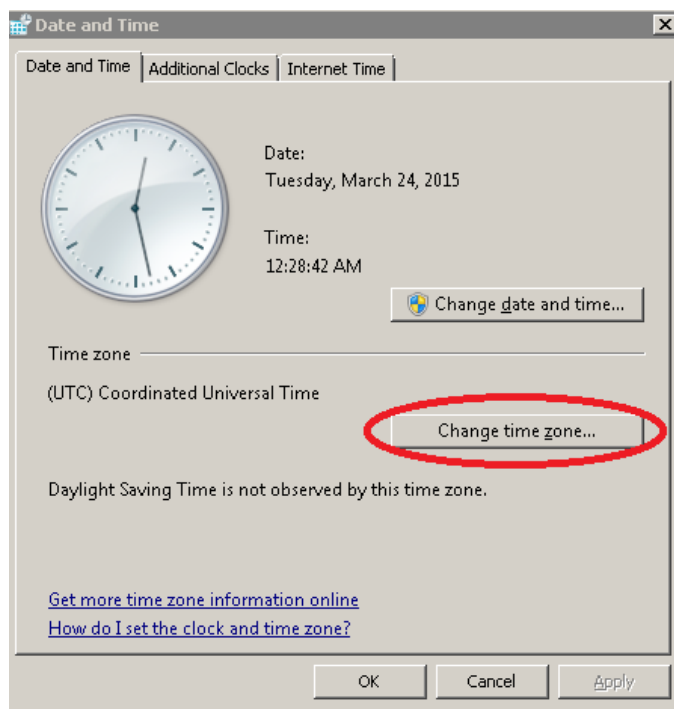 Date and Time
Date and Time
Additional Clocks
Internet Time
Date:
Tuesday, March 24, 2015
Time:
12:28:42 AM
Change date and time...
Time zone
(UTC) Coordinated Universal Time
Change time zone...
Daylight Saving Time is not observed by this time zone.
Get more time zone information online
How do I set the clock and time zone?
OK
Cancel
Apply